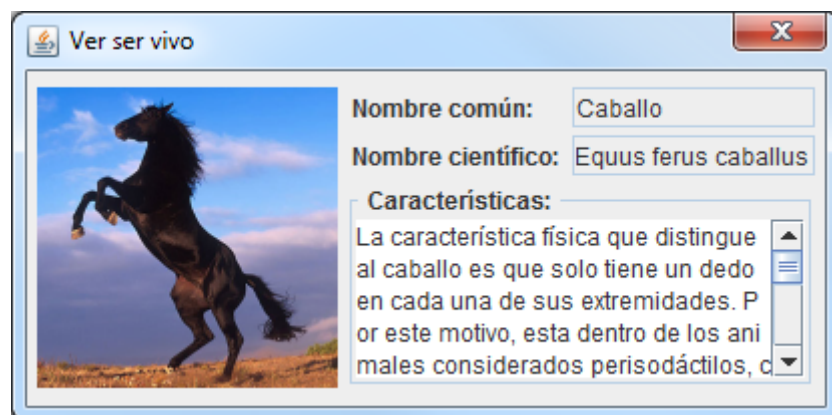 Ver ser vivo
Nombre común: Caballo
Nombre científico: Equus ferus caballus
Características:
La característica física que distingue
al caballo es que solo tiene un dedo
en cada una de sus extremidades. P
or este motivo, esta dentro de los ani
males considerados perisodáctilos, c